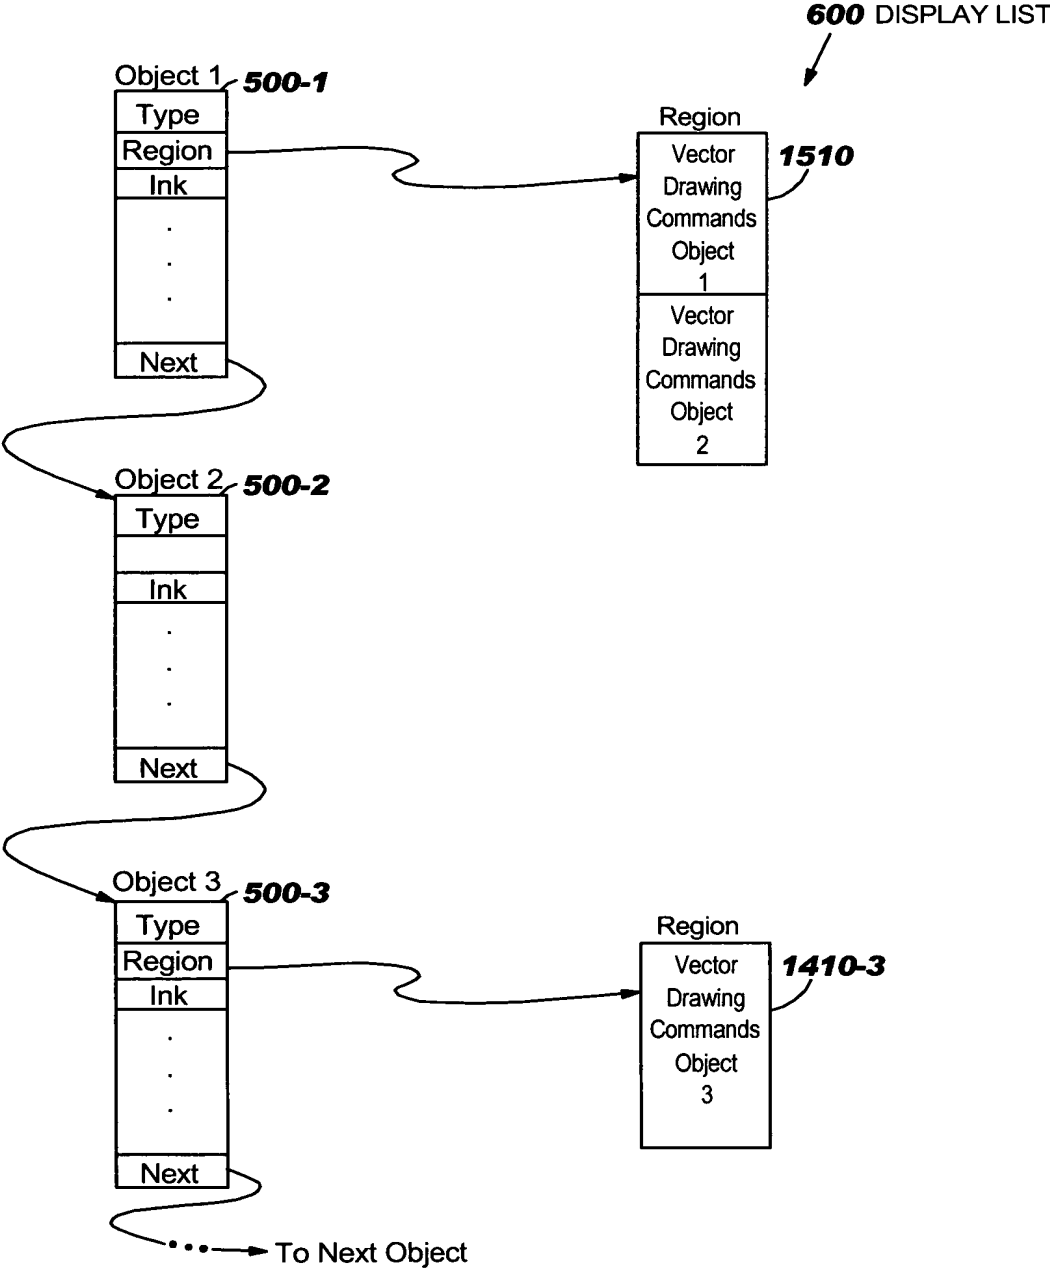 600 DISPLAY LIST
Object 1 500-1
Type
Region
Ink
.
.
.
Next
Region
1510
Vector
Drawing
Commands
Object
1
Vector
Drawing
Commands
Object
2
Object 2 500-2
Type
Ink
.
.
.
Next
Object 3 500-3
Type
Region
Ink
.
.
.
Next
Region
1410-3
Vector
Drawing
Commands
Object
3
To Next Object